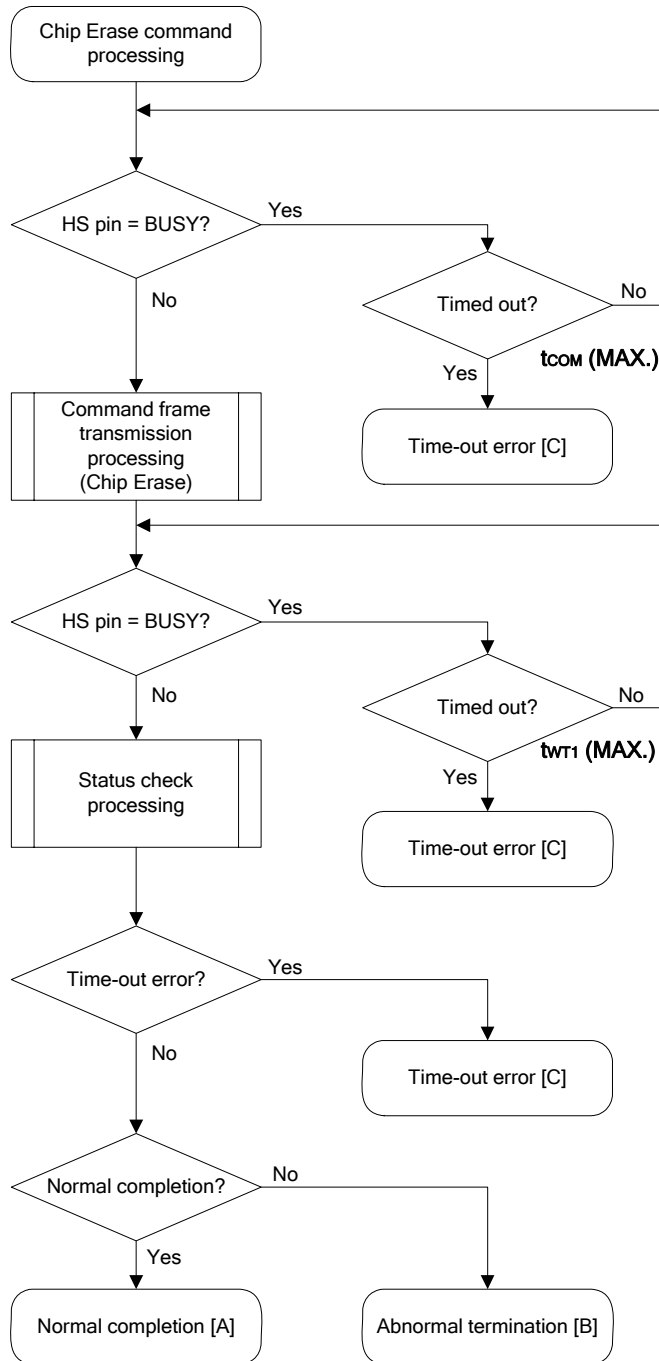 Chip Erase command
processing
HS pin = BUSY?
Yes
No
Timed out?
No
tCOM (MAX.)
Yes
Time-out error [C]
Command frame
transmission
processing
(Chip Erase)
HS pin = BUSY?
Yes
No
Timed out?
No
tWT1 (MAX.)
Yes
Time-out error [C]
Status check
processing
Time-out error?
Yes
No
Time-out error [C]
Normal completion?
No
Yes
Normal completion [A]
Abnormal termination [B]